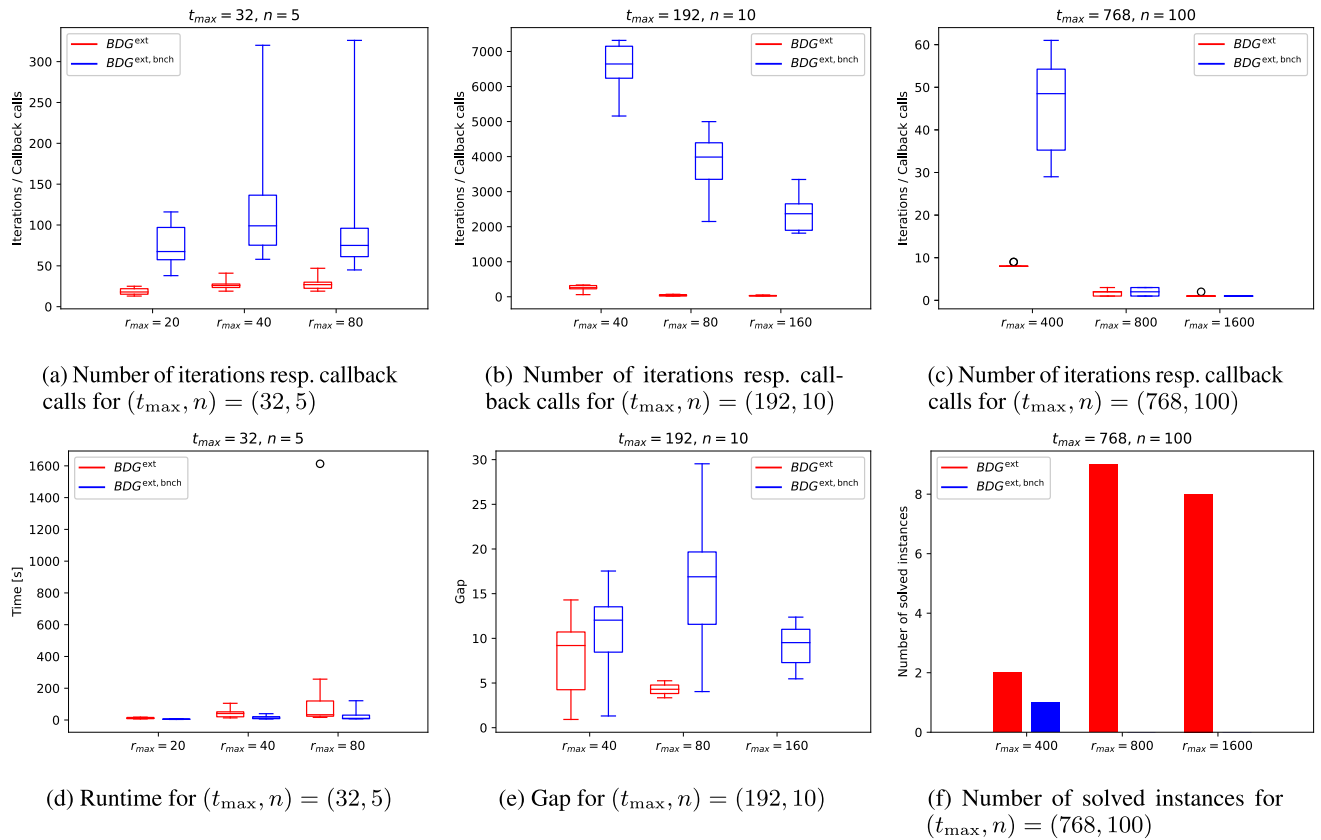 t_max = 32, n = 5
BDG^ext
BDG^ext, bnch
Iterations / Callback calls
300
250
200
150
100
50
0
r_max = 20
r_max = 40
r_max = 80
(a) Number of iterations resp. callback
calls for (t_max, n) = (32, 5)
t_max = 192, n = 10
BDG^ext
BDG^ext, bnch
Iterations / Callback calls
7000
6000
5000
4000
3000
2000
1000
0
r_max = 40
r_max = 80
r_max = 160
(b) Number of iterations resp. call-
back calls for (t_max, n) = (192, 10)
t_max = 768, n = 100
BDG^ext
BDG^ext, bnch
Iterations / Callback calls
60
50
40
30
20
10
0
r_max = 400
r_max = 800
r_max = 1600
(c) Number of iterations resp. callback
calls for (t_max, n) = (768, 100)
t_max = 32, n = 5
BDG^ext
BDG^ext, bnch
Time [s]
1600
1400
1200
1000
800
600
400
200
0
r_max = 20
r_max = 40
r_max = 80
(d) Runtime for (t_max, n) = (32, 5)
t_max = 192, n = 10
BDG^ext
BDG^ext, bnch
Gap
30
25
20
15
10
5
0
r_max = 40
r_max = 80
r_max = 160
(e) Gap for (t_max, n) = (192, 10)
t_max = 768, n = 100
BDG^ext
BDG^ext, bnch
Number of solved instances
8
6
4
2
0
r_max = 400
r_max = 800
r_max = 1600
(f) Number of solved instances for
(t_max, n) = (768, 100)